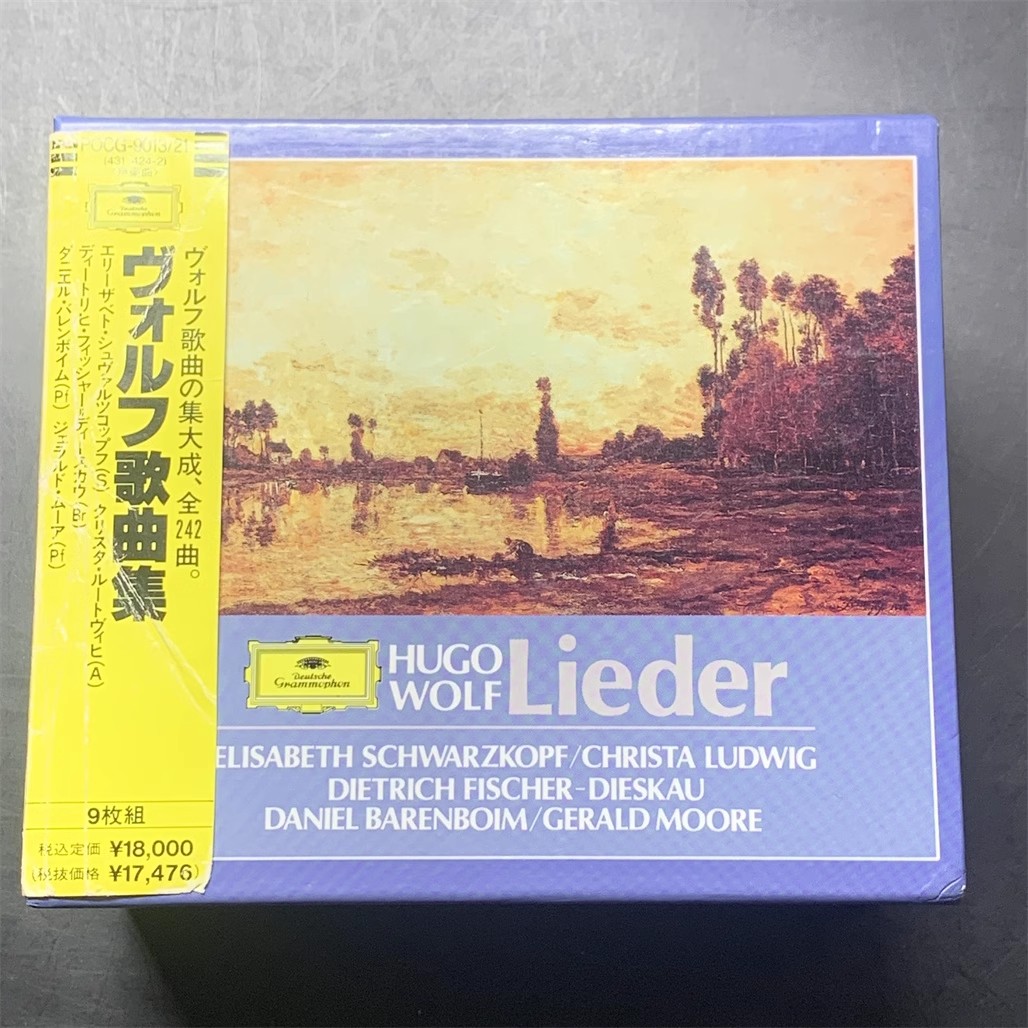 POCG-9013/21
(431 424-2)
Deutsche
Grammophon
ヴォルフ歌曲の集大成、全242曲。
ヴォルフ歌曲集
エリーザベト・シュヴァルツコップフ(S) クリスタ・ルートヴィヒ(A)
ディートリヒ・フィッシャー=ディースカウ(Br)
ダニエル・バレンボイム(Pf) ジェラルド・ムーア(Pf)
9枚組
税込定価 ¥18,000
(税抜価格 ¥17,476)
Deutsche
Grammophon
HUGO
WOLF
Lieder
ELISABETH SCHWARZKOPF/CHRISTA LUDWIG
DIETRICH FISCHER-DIESKAU
DANIEL BARENBOIM/GERALD MOORE